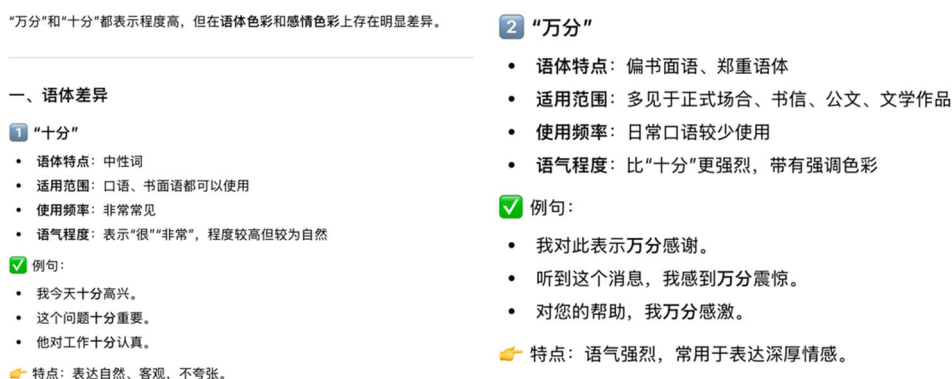 “万分”和“十分”都表示程度高，但在语体色彩和感情色彩上存在明显差异。
一、语体差异
1 “十分”
• 语体特点：中性词
• 适用范围：口语、书面语都可以使用
• 使用频率：非常常见
• 语气程度：表示“很”“非常”，程度较高但较为自然
✅ 例句：
• 我今天十分高兴。
• 这个问题十分重要。
• 他对工作十分认真。
👉 特点：表达自然、客观，不夸张。
2 “万分”
• 语体特点：偏书面语、郑重语体
• 适用范围：多见于正式场合、书信、公文、文学作品
• 使用频率：日常口语较少使用
• 语气程度：比“十分”更强烈，带有强调色彩
✅ 例句：
• 我对此表示万分感谢。
• 听到这个消息，我感到万分震惊。
• 对您的帮助，我万分感激。
👉 特点：语气强烈，常用于表达深厚情感。